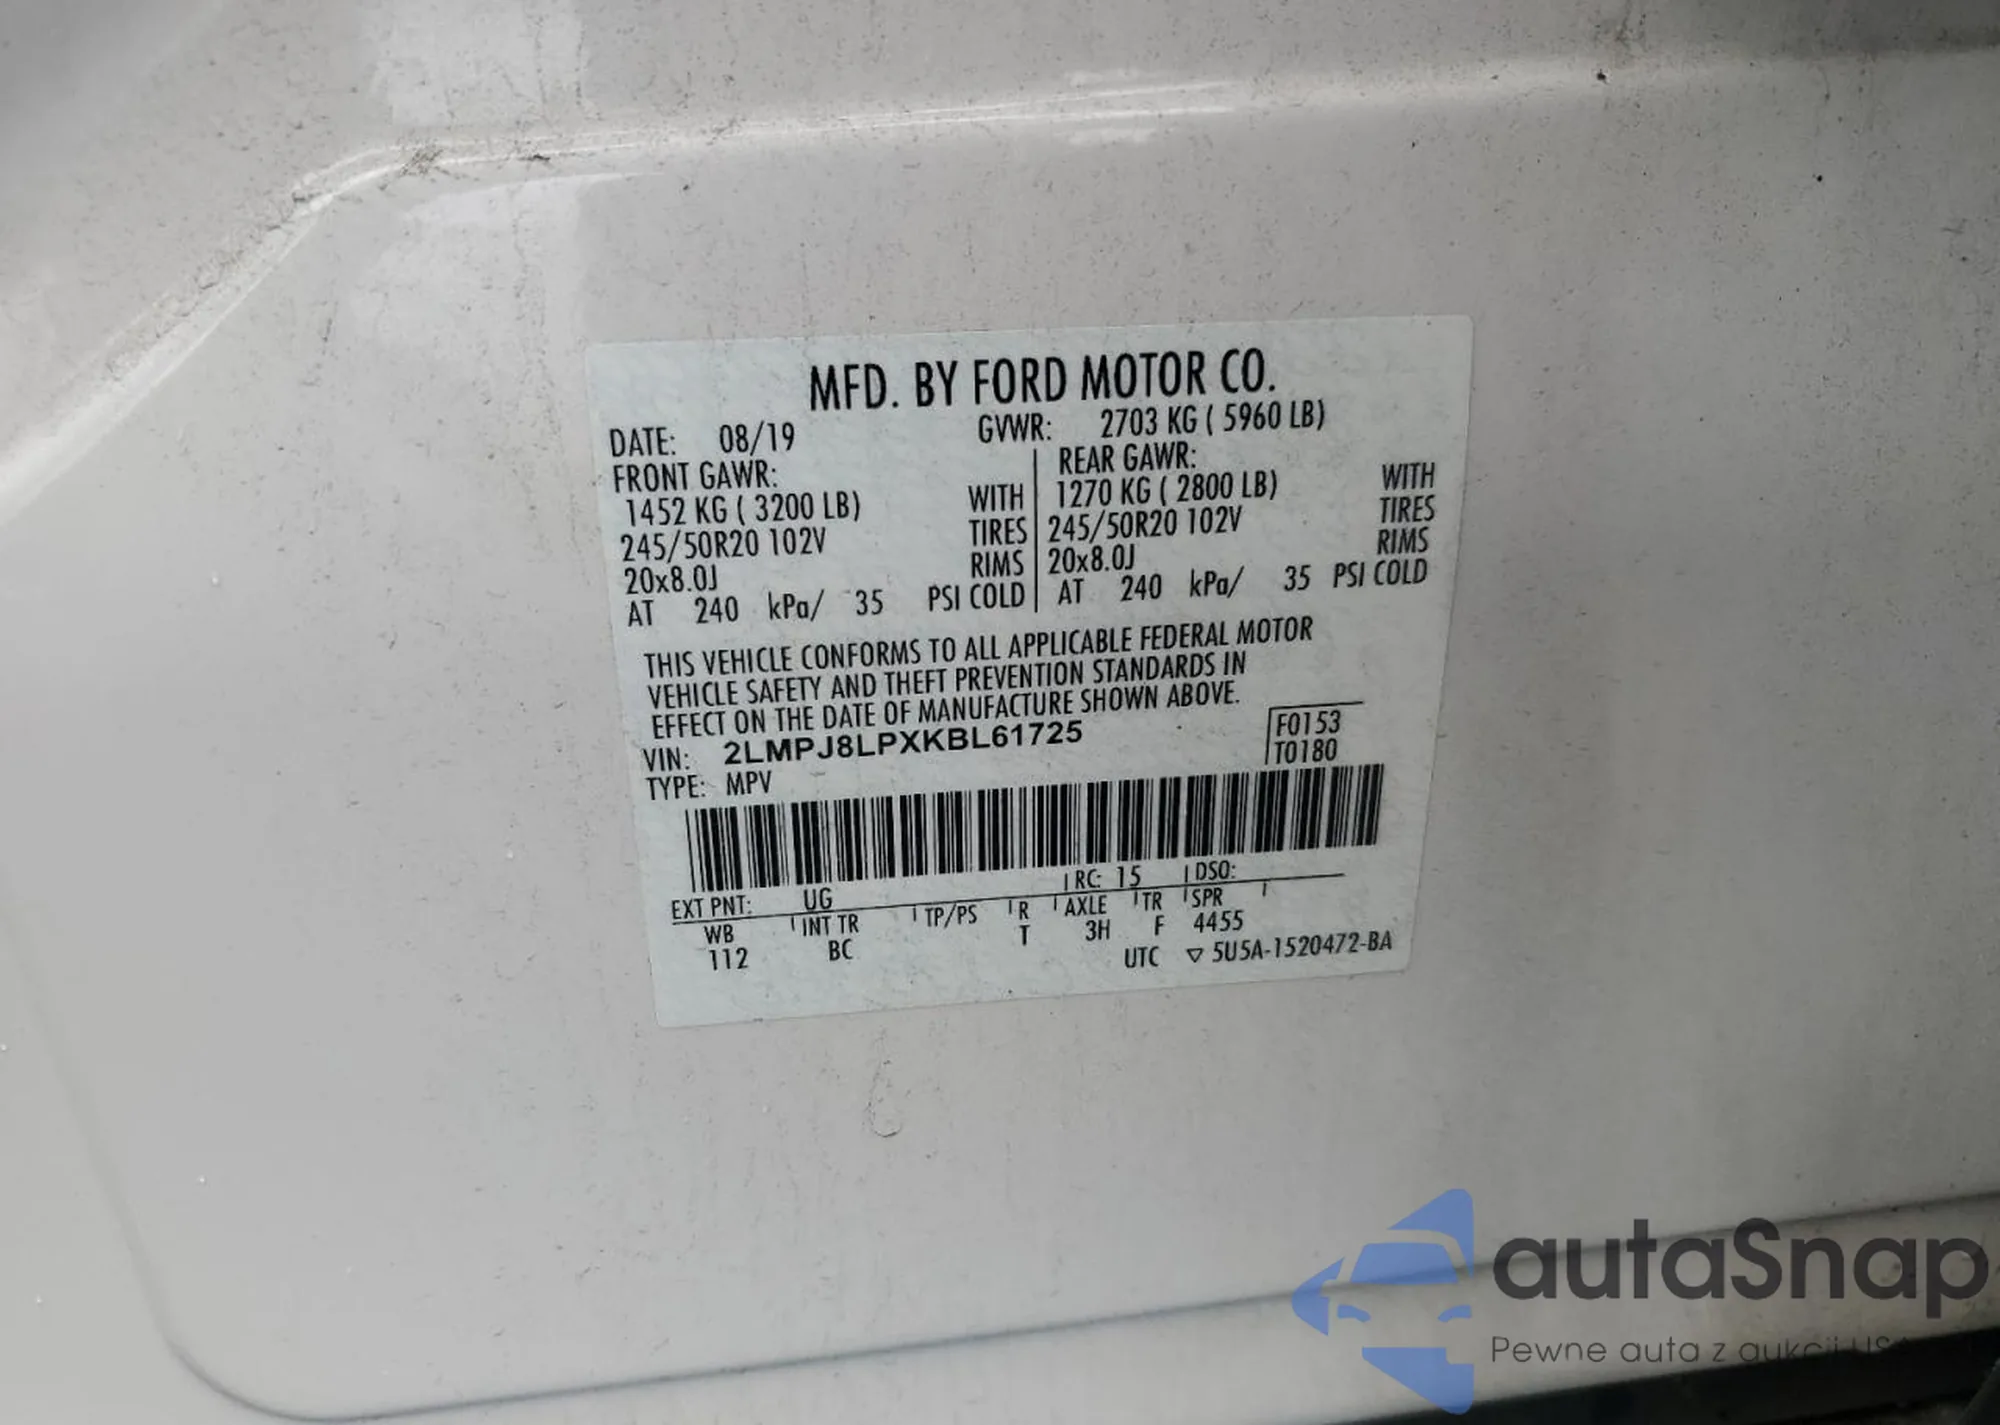 MFD. BY FORD MOTOR CO.
DATE: 08/19 GVWR: 2703 KG ( 5960 LB)
FRONT GAWR: REAR GAWR:
1452 KG ( 3200 LB) WITH 1270 KG ( 2800 LB) WITH
245/50R20 102V TIRES 245/50R20 102V TIRES
20x8.0J RIMS 20x8.0J RIMS
AT 240 kPa/ 35 PSI COLD AT 240 kPa/ 35 PSI COLD
THIS VEHICLE CONFORMS TO ALL APPLICABLE FEDERAL MOTOR
VEHICLE SAFETY AND THEFT PREVENTION STANDARDS IN
EFFECT ON THE DATE OF MANUFACTURE SHOWN ABOVE.
VIN: 2LMPJ8LPXKBL61725 F0153
TYPE: MPV T0180
EXT PNT: UG RC: 15 DSO:
WB INT TR TP/PS R AXLE TR SPR
112 BC T 3H F 4455
UTC ▽ 5U5A-1520472-BA
autaSnap
Pewne auta z aukcji